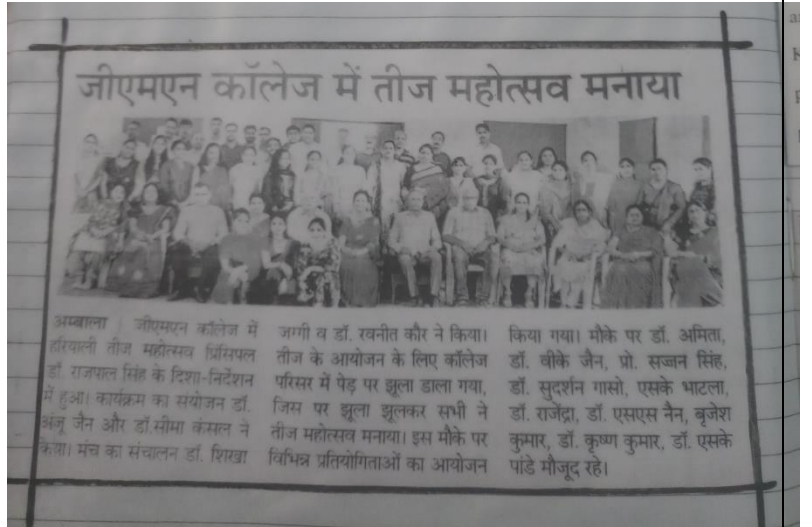 जीएमएन कॉलेज में तीज महोत्सव मनाया
अम्बाला। जीएमएन कॉलेज में
हरियाली तीज महोत्सव प्रिंसिपल
डॉ. राजपाल सिंह के दिशा-निर्देशन
में हुआ। कार्यक्रम का संयोजन डॉ.
अंजू जैन और डॉ.सीमा कंसल ने
किया। मंच का संचालन डॉ. शिखा
जग्गी व डॉ. रवनीत कौर ने किया।
तीज के आयोजन के लिए कॉलेज
परिसर में पेड़ पर झूला डाला गया,
जिस पर झूला झूलकर सभी ने
तीज महोत्सव मनाया। इस मौके पर
विभिन्न प्रतियोगिताओं का आयोजन
किया गया। मौके पर डॉ. अमिता,
डॉ. वीके जैन, प्रो. सज्जन सिंह,
डॉ. सुदर्शन गासो, एसके भाटला,
डॉ. राजेंद्रा, डॉ. एसएस नैन, बृजेश
कुमार, डॉ. कृष्ण कुमार, डॉ. एसके
पांडे मौजूद रहे।